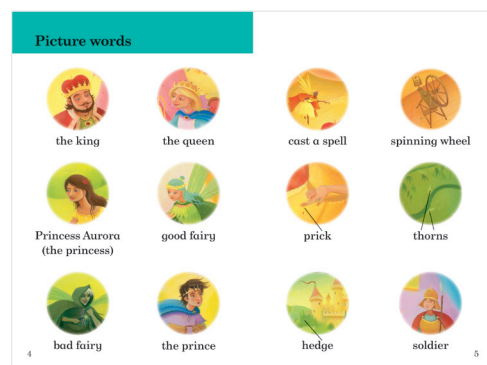 Picture words
the king
the queen
cast a spell
spinning wheel
Princess Aurora
(the princess)
good fairy
prick
thorns
bad fairy
the prince
hedge
soldier
4
5